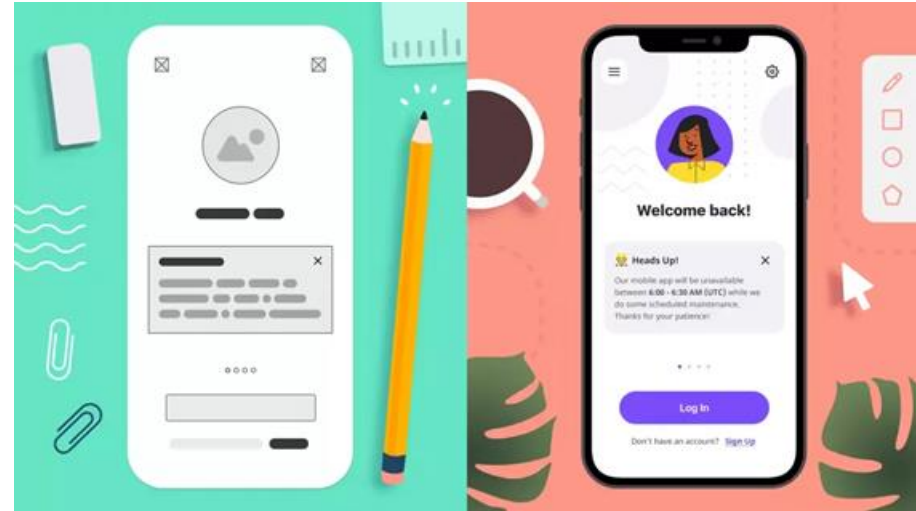 Welcome back!
Heads Up!
Our mobile app will be unavailable
between 6:00 - 6:30 AM (UTC) while we
do some scheduled maintenance.
Thanks for your patience!
Log In
Don't have an account? Sign Up